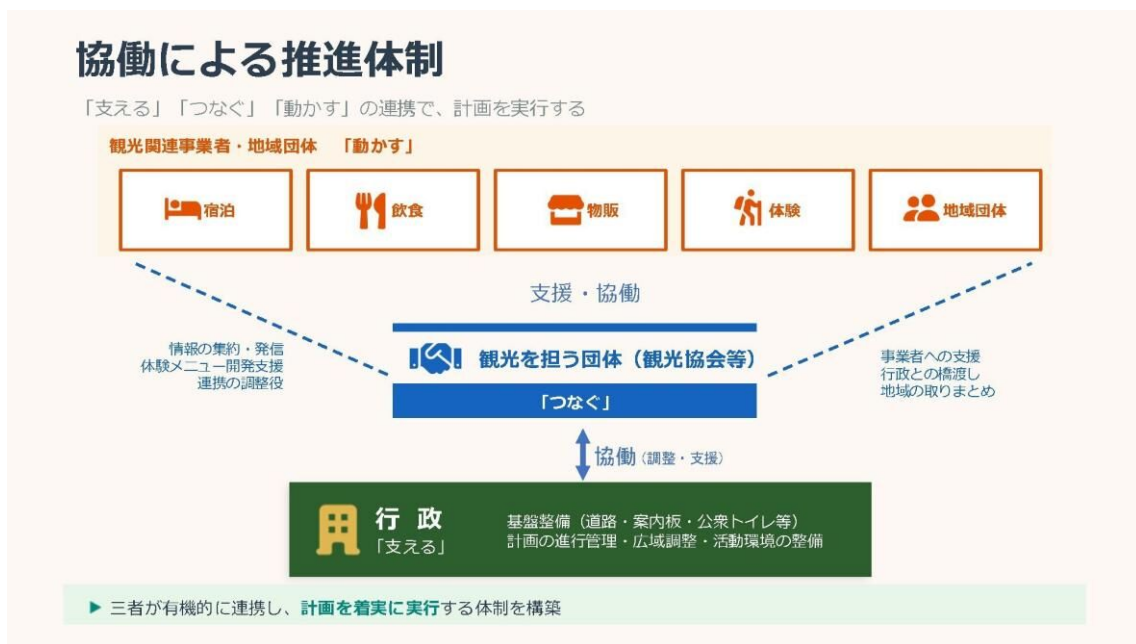 協働による推進体制
「支える」「つなぐ」「動かす」の連携で、計画を実行する
観光関連事業者・地域団体 「動かす」
宿泊
飲食
物販
体験
地域団体
支援・協働
情報の集約・発信
体験メニュー開発支援
連携の調整役
観光を担う団体(観光協会等)
「つなぐ」
事業者への支援
行政との橋渡し
地域の取りまとめ
協働(調整・支援)
行 政
「支える」
基盤整備(道路・案内板・公衆トイレ等)
計画の進行管理・広域調整・活動環境の整備
▶ 三者が有機的に連携し、計画を着実に実行する体制を構築